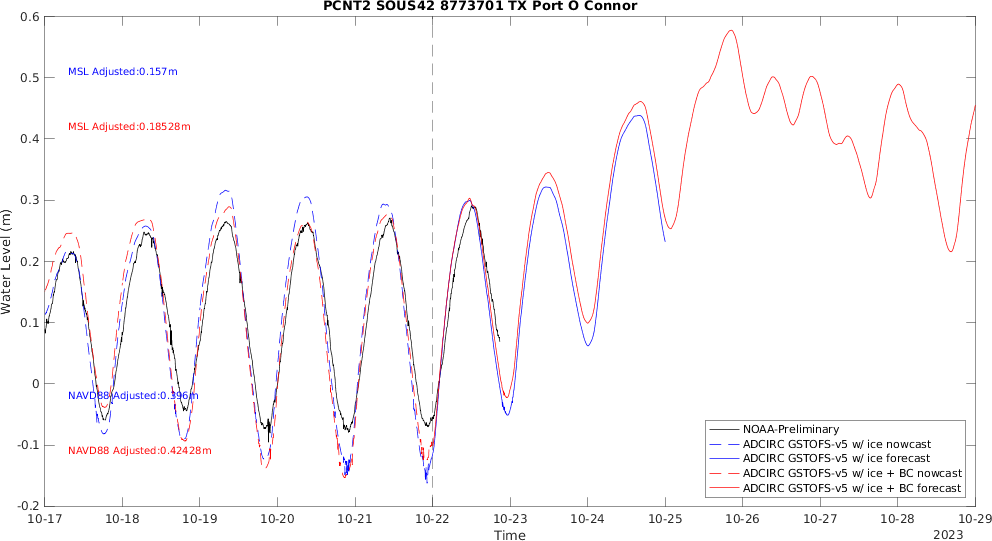 PCNT2 SOUS42 8773701 TX Port O Connor
0.6
0.5
0.4
0.3
0.2
0.1
0
-0.1
-0.2
Water Level (m)
MSL Adjusted:0.157m
MSL Adjusted:0.18528m
NAVD88 Adjusted:0.396m
NAVD88 Adjusted:0.42428m
NOAA-Preliminary
ADCIRC GSTOFS-v5 w/ ice nowcast
ADCIRC GSTOFS-v5 w/ ice forecast
ADCIRC GSTOFS-v5 w/ ice + BC nowcast
ADCIRC GSTOFS-v5 w/ ice + BC forecast
10-17 10-18 10-19 10-20 10-21 10-22 10-23 10-24 10-25 10-26 10-27 10-28 10-29
Time
2023